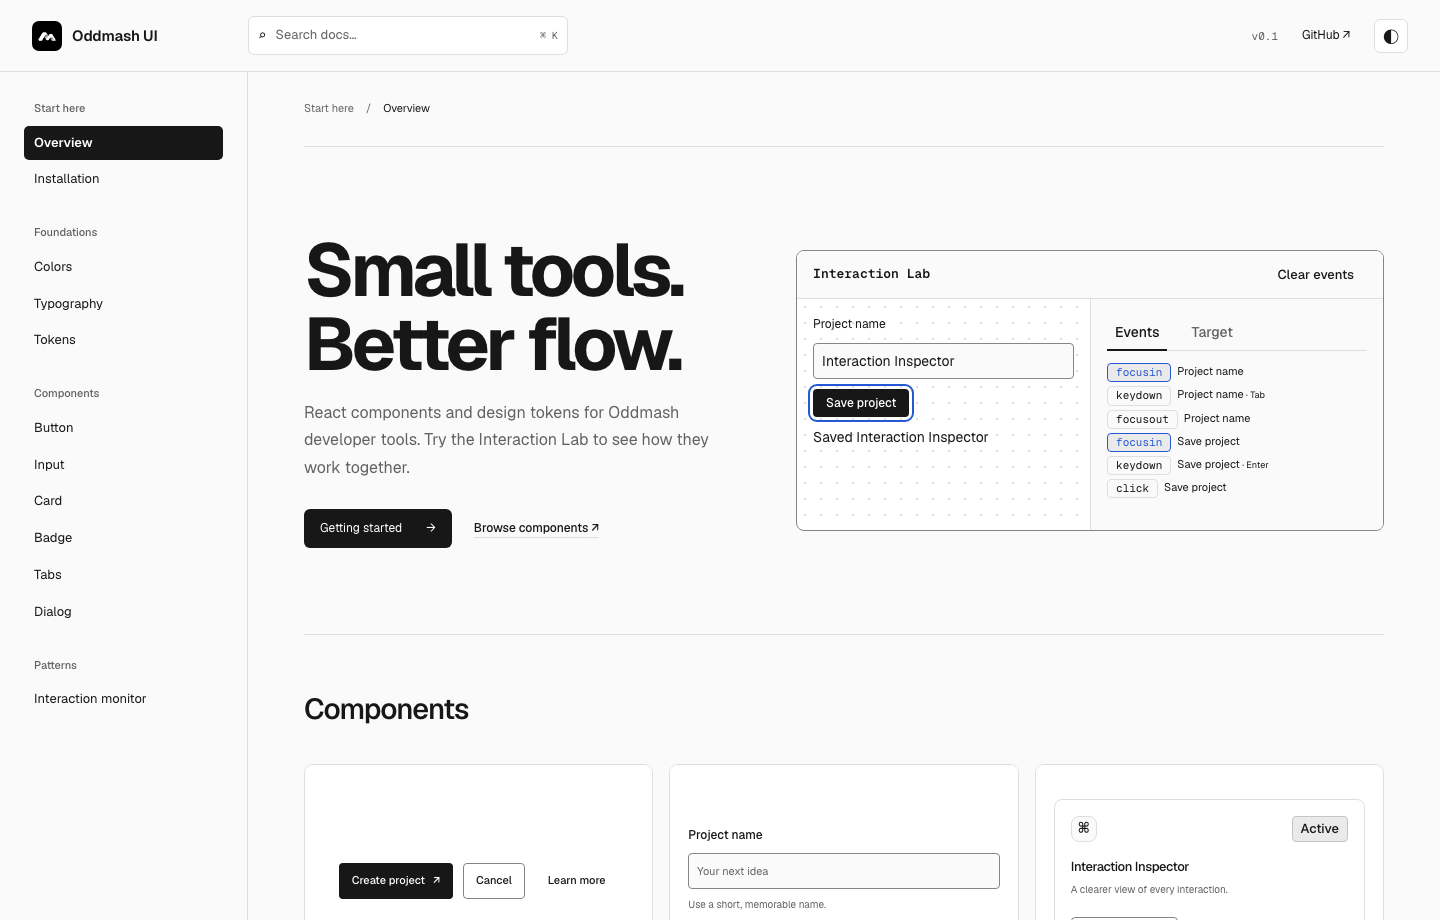 Oddmash UI
Search docs…
⌘ K
v0.1
GitHub ↗
Start here
Overview
Installation
Foundations
Colors
Typography
Tokens
Components
Button
Input
Card
Badge
Tabs
Dialog
Patterns
Interaction monitor
Start here / Overview
Small tools.
Better flow.
React components and design tokens for Oddmash
developer tools. Try the Interaction Lab to see how they
work together.
Getting started →
Browse components ↗
Interaction Lab
Clear events
Project name
Interaction Inspector
Save project
Saved Interaction Inspector
Events Target
focusin Project name
keydown Project name · Tab
focusout Project name
focusin Save project
keydown Save project · Enter
click Save project
Components
Create project ↗
Cancel
Learn more
Project name
Your next idea
Use a short, memorable name.
⌘
Active
Interaction Inspector
A clearer view of every interaction.